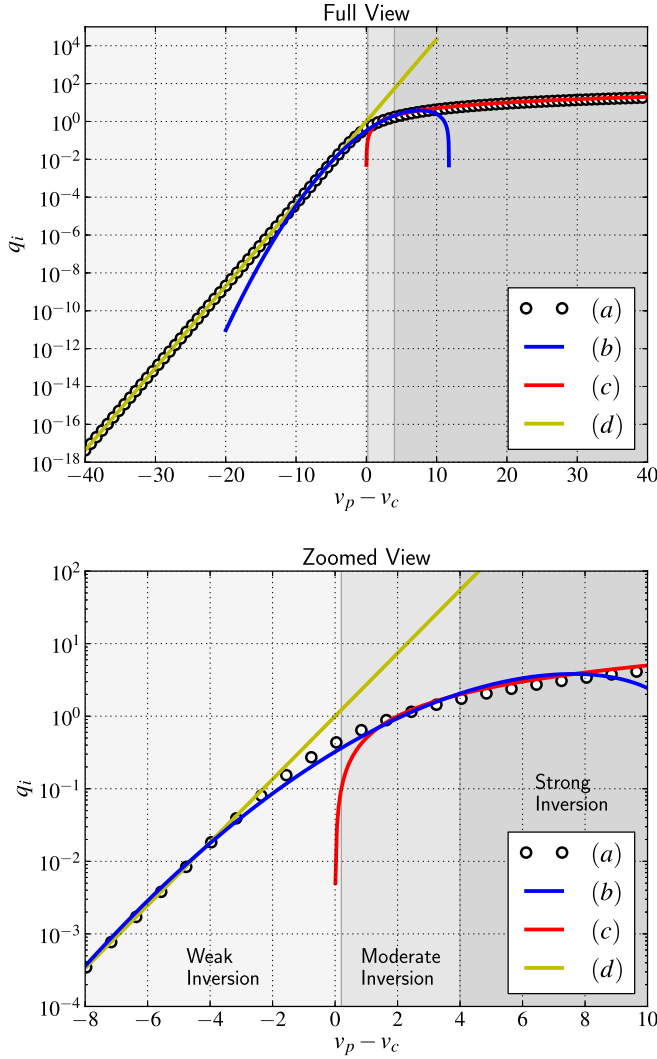 Full View
10^4
10^2
10^0
10^−2
10^−4
10^−6
10^−8
10^−10
10^−12
10^−14
10^−16
10^−18
q_i
(a)
(b)
(c)
(d)
−40 −30 −20 −10 0 10 20 30 40
v_p − v_c
Zoomed View
10^2
10^1
10^0
10^−1
10^−2
10^−3
10^−4
q_i
Strong
Inversion
(a)
(b)
(c)
(d)
Weak
Inversion
Moderate
Inversion
−8 −6 −4 −2 0 2 4 6 8 10
v_p − v_c